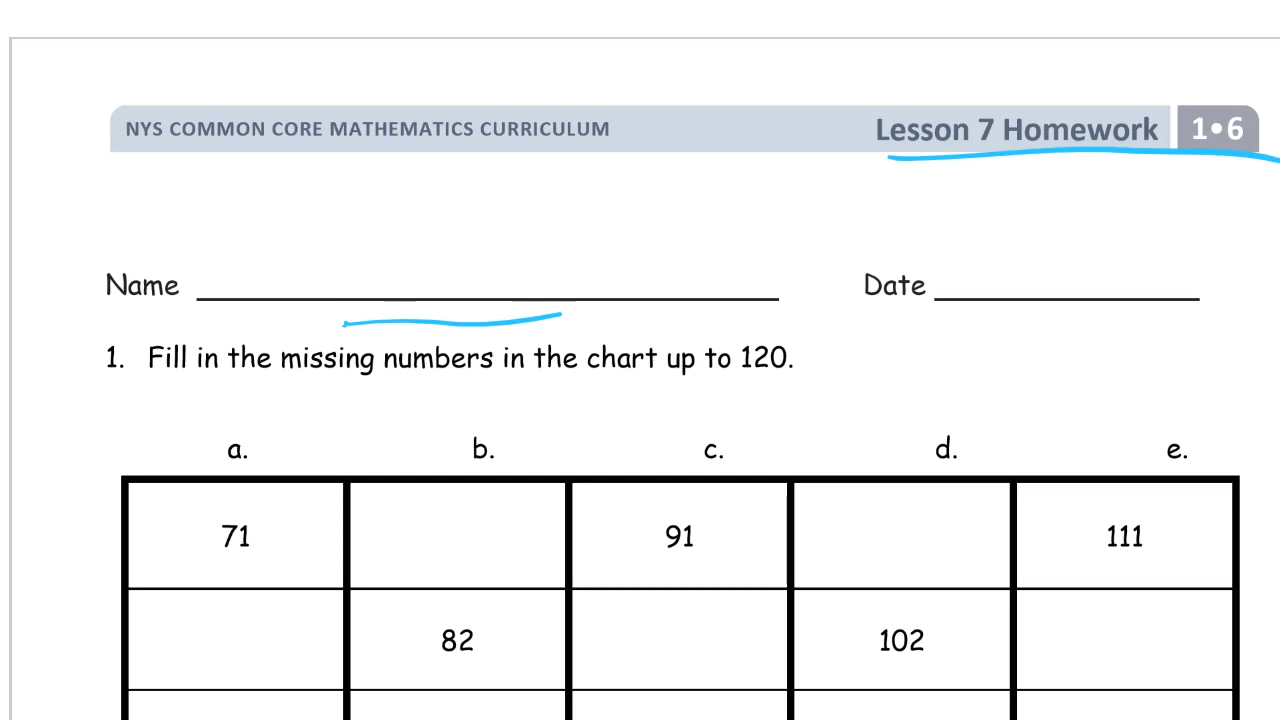 NYS COMMON CORE MATHEMATICS CURRICULUM Lesson 7 Homework 1•6
Name Date
1. Fill in the missing numbers in the chart up to 120.
a. b. c. d. e.
71 91 111
82 102